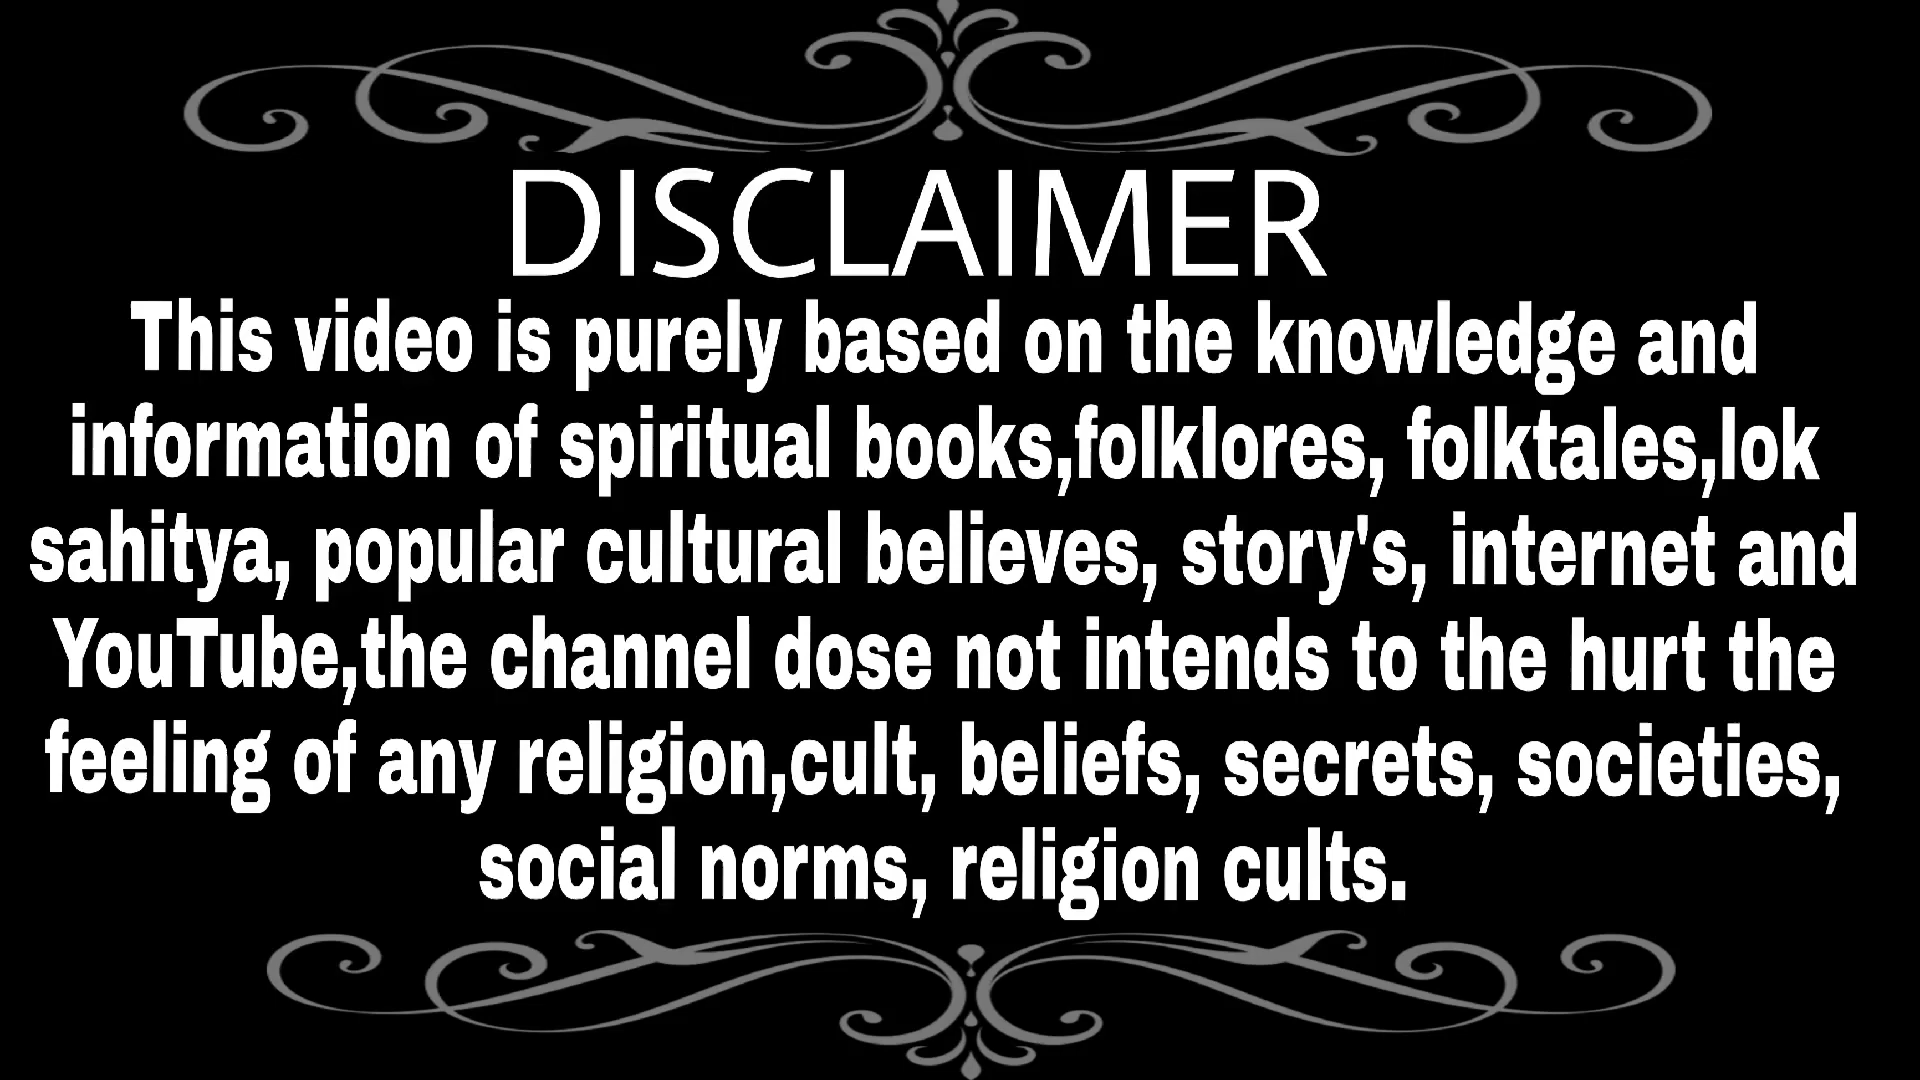 DISCLAIMER
This video is purely based on the knowledge and
information of spiritual books,folklores, folktales,lok
sahitya, popular cultural believes, story's, internet and
YouTube,the channel dose not intends to the hurt the
feeling of any religion,cult, beliefs, secrets, societies,
social norms, religion cults.